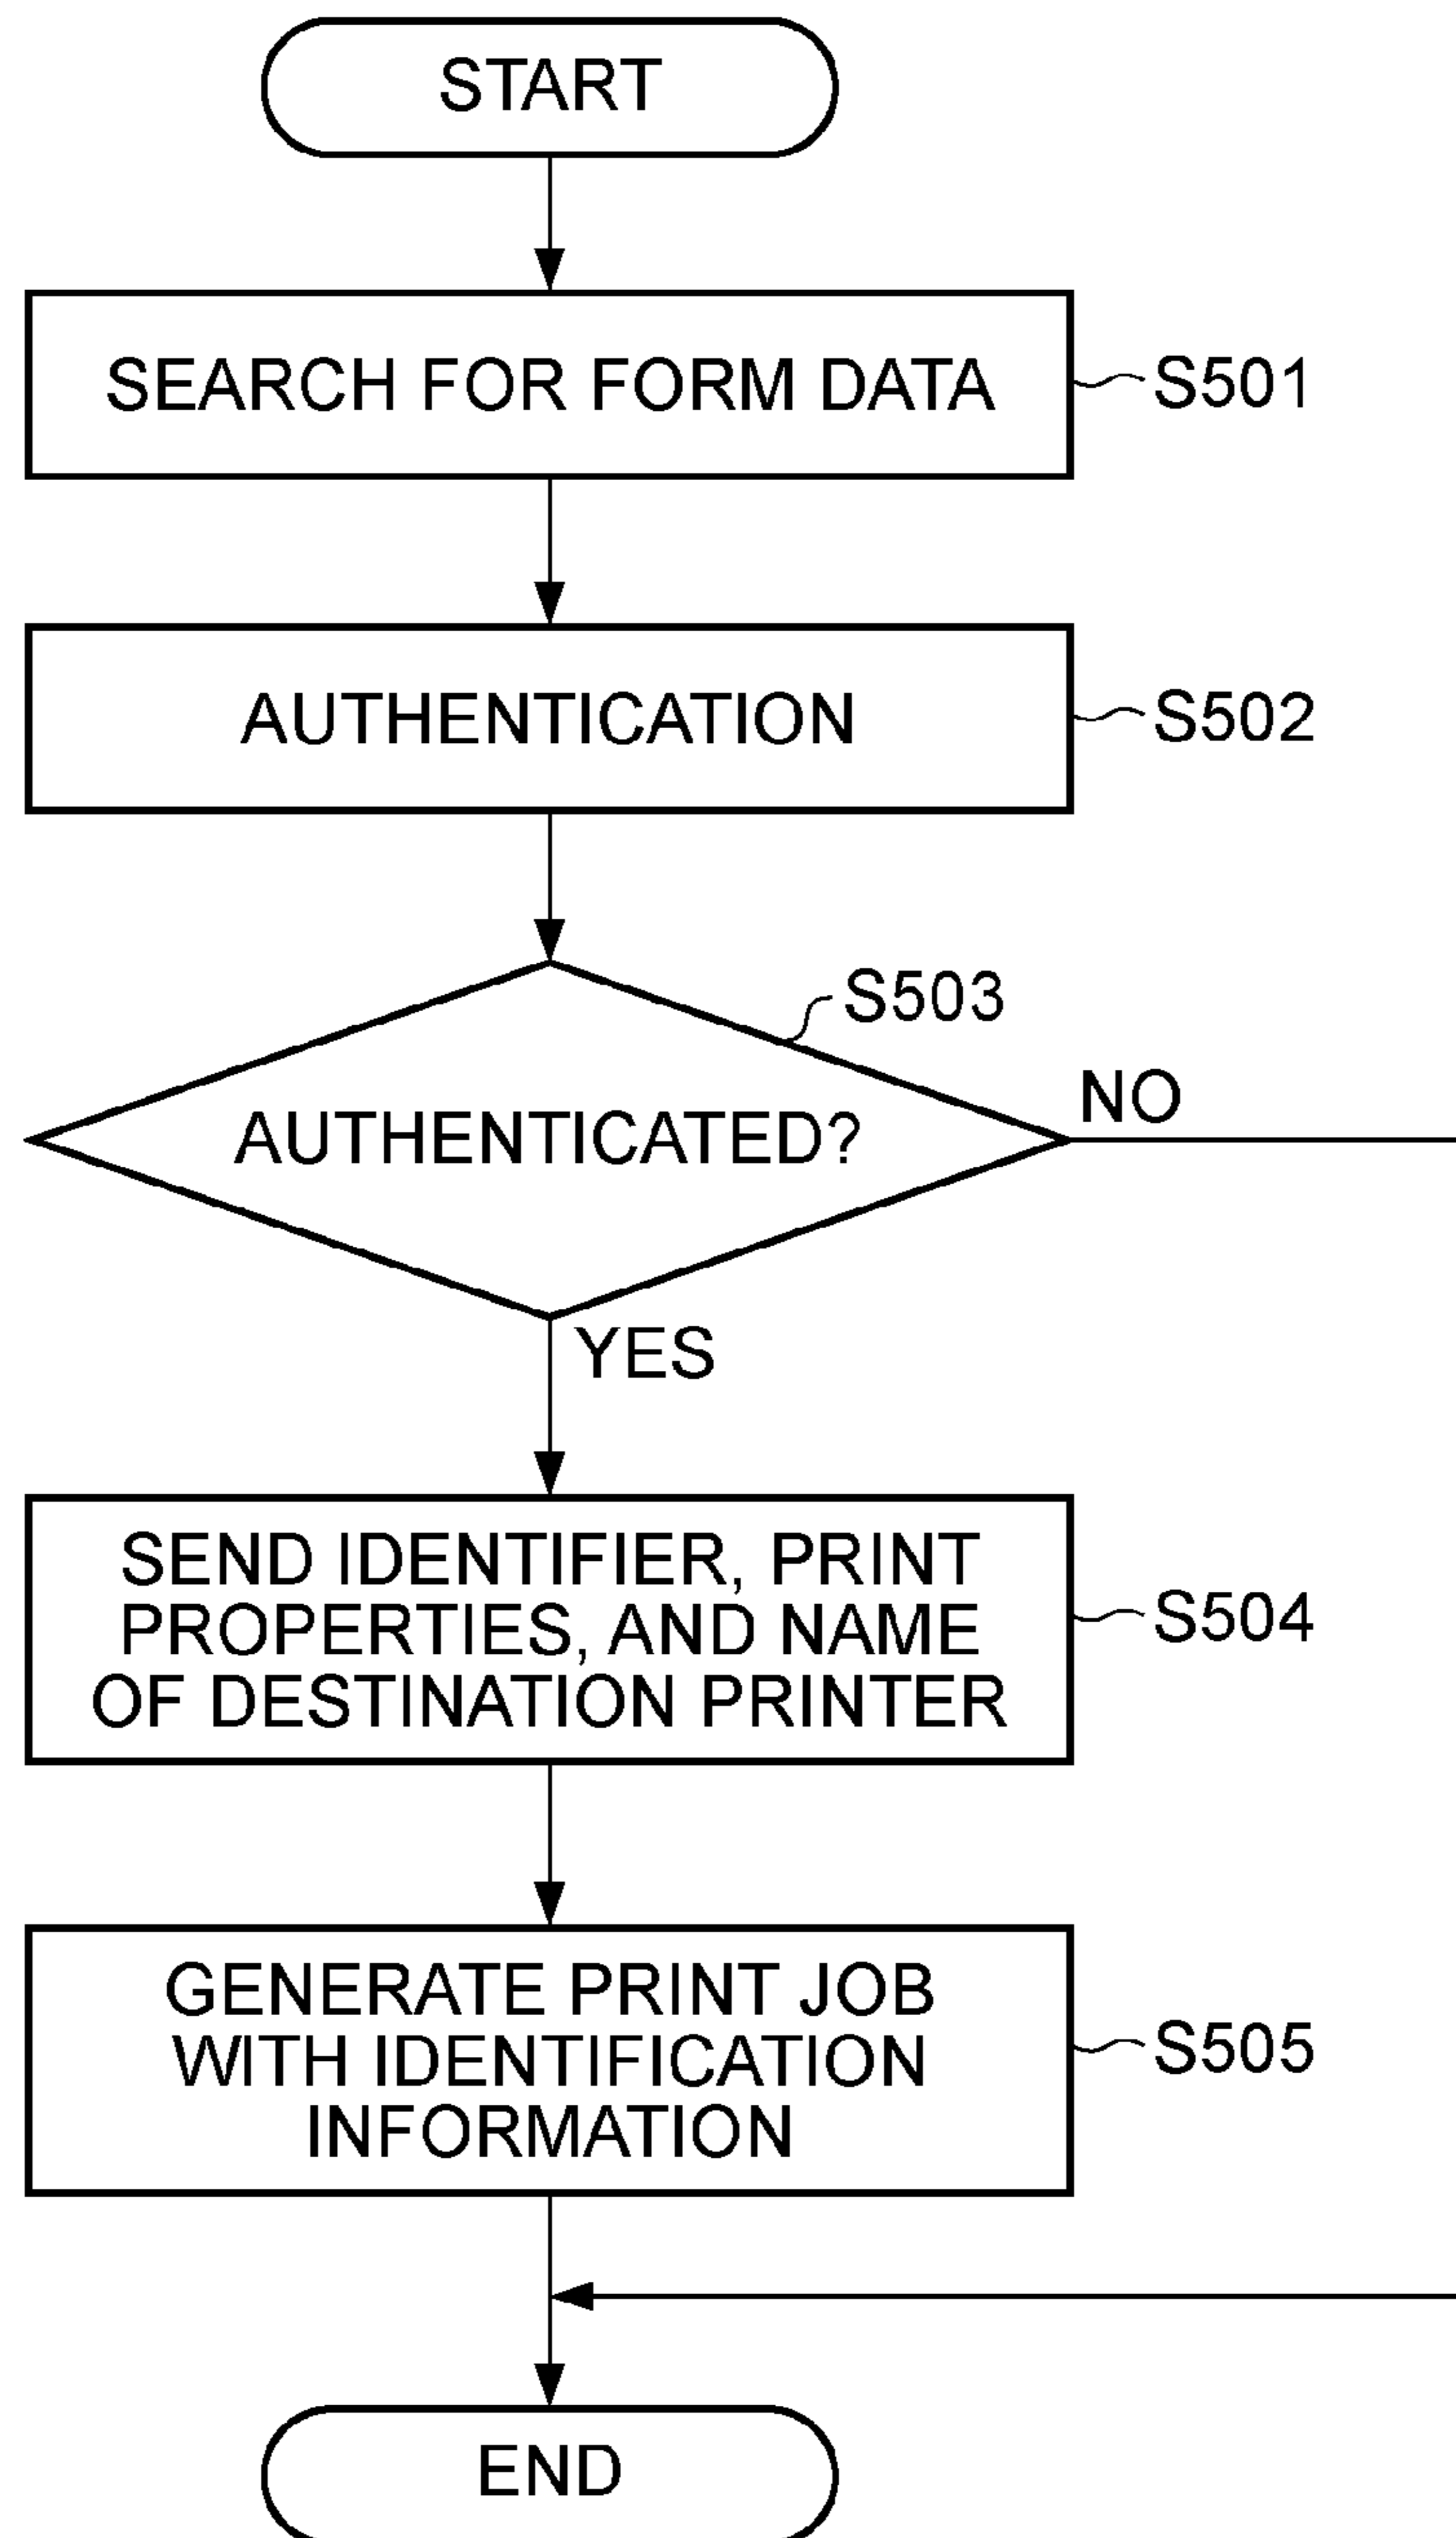 START
SEARCH FOR FORM DATA
S501
AUTHENTICATION
S502
S503
AUTHENTICATED?
NO
YES
SEND IDENTIFIER, PRINT
PROPERTIES, AND NAME
OF DESTINATION PRINTER
S504
GENERATE PRINT JOB
WITH IDENTIFICATION
INFORMATION
S505
END